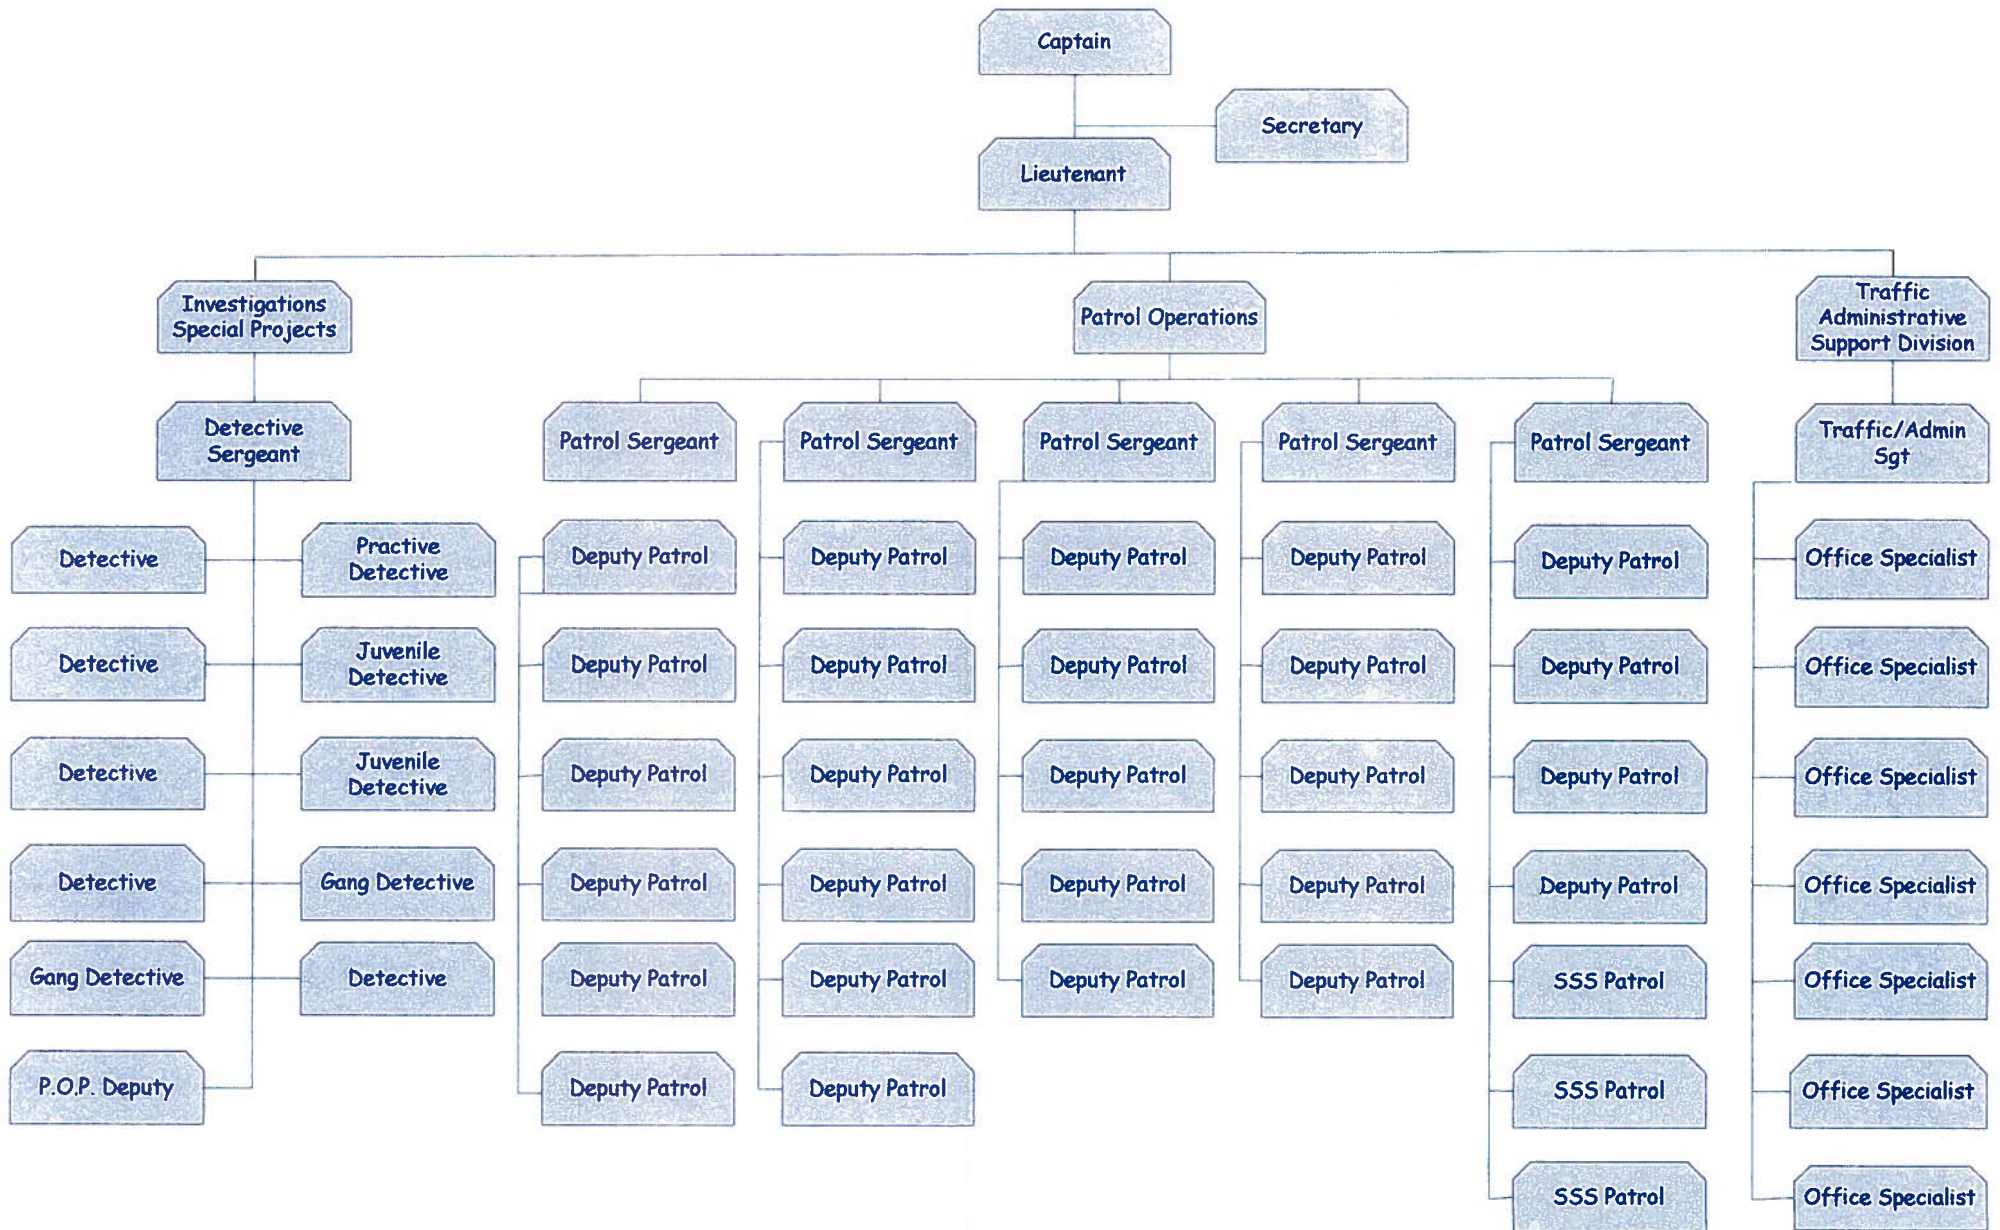 Captain
Secretary
Lieutenant
Investigations
Special Projects
Patrol Operations
Traffic
Administrative
Support Division
Detective
Sergeant
Patrol Sergeant
Patrol Sergeant
Patrol Sergeant
Patrol Sergeant
Patrol Sergeant
Traffic/Admin
Sgt
Detective
Practive
Detective
Deputy Patrol
Deputy Patrol
Deputy Patrol
Deputy Patrol
Deputy Patrol
Office Specialist
Detective
Juvenile
Detective
Deputy Patrol
Deputy Patrol
Deputy Patrol
Deputy Patrol
Deputy Patrol
Office Specialist
Detective
Juvenile
Detective
Deputy Patrol
Deputy Patrol
Deputy Patrol
Deputy Patrol
Deputy Patrol
Office Specialist
Detective
Gang Detective
Deputy Patrol
Deputy Patrol
Deputy Patrol
Deputy Patrol
Deputy Patrol
Office Specialist
Gang Detective
Detective
Deputy Patrol
Deputy Patrol
Deputy Patrol
Deputy Patrol
SSS Patrol
Office Specialist
P.O.P. Deputy
Deputy Patrol
Deputy Patrol
SSS Patrol
Office Specialist
SSS Patrol
Office Specialist